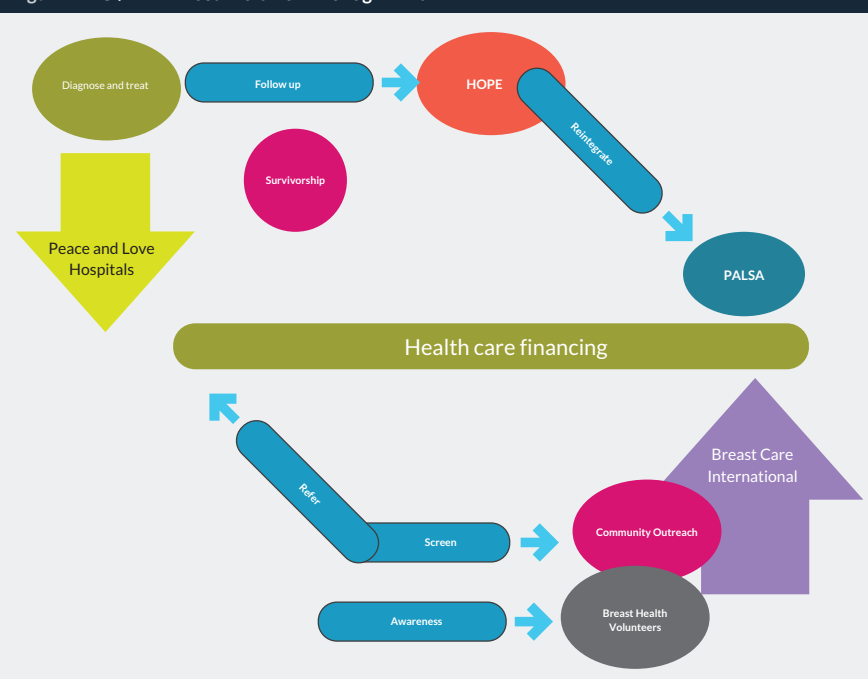 Diagnose and treat
Follow up
HOPE
Reintegrate
Survivorship
Peace and Love
Hospitals
PALSA
Health care financing
Breast Care
International
Refer
Screen
Community Outreach
Awareness
Breast Health
Volunteers